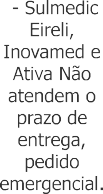 - Sulmedic
Eireli,
Inovamed e
Ativa Não
atendem o
prazo de
entrega,
pedido
emergencial.